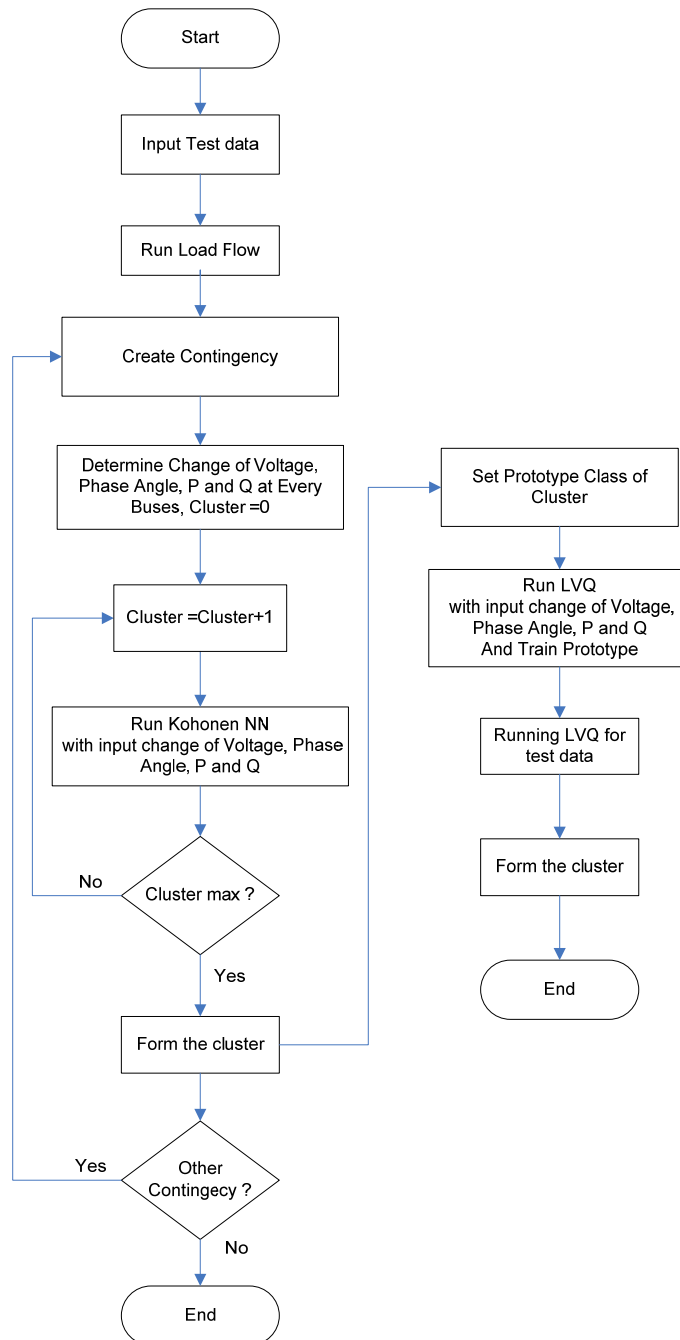 Start
Input Test data
Run Load Flow
Create Contingency
Determine Change of Voltage,
Phase Angle, P and Q at Every
Buses, Cluster =0
Cluster =Cluster+1
Run Kohonen NN
with input change of Voltage, Phase
Angle, P and Q
No
Cluster max ?
Yes
Form the cluster
Yes
Other
Contingecy ?
No
End
Set Prototype Class of
Cluster
Run LVQ
with input change of Voltage,
Phase Angle, P and Q
And Train Prototype
Running LVQ for
test data
Form the cluster
End